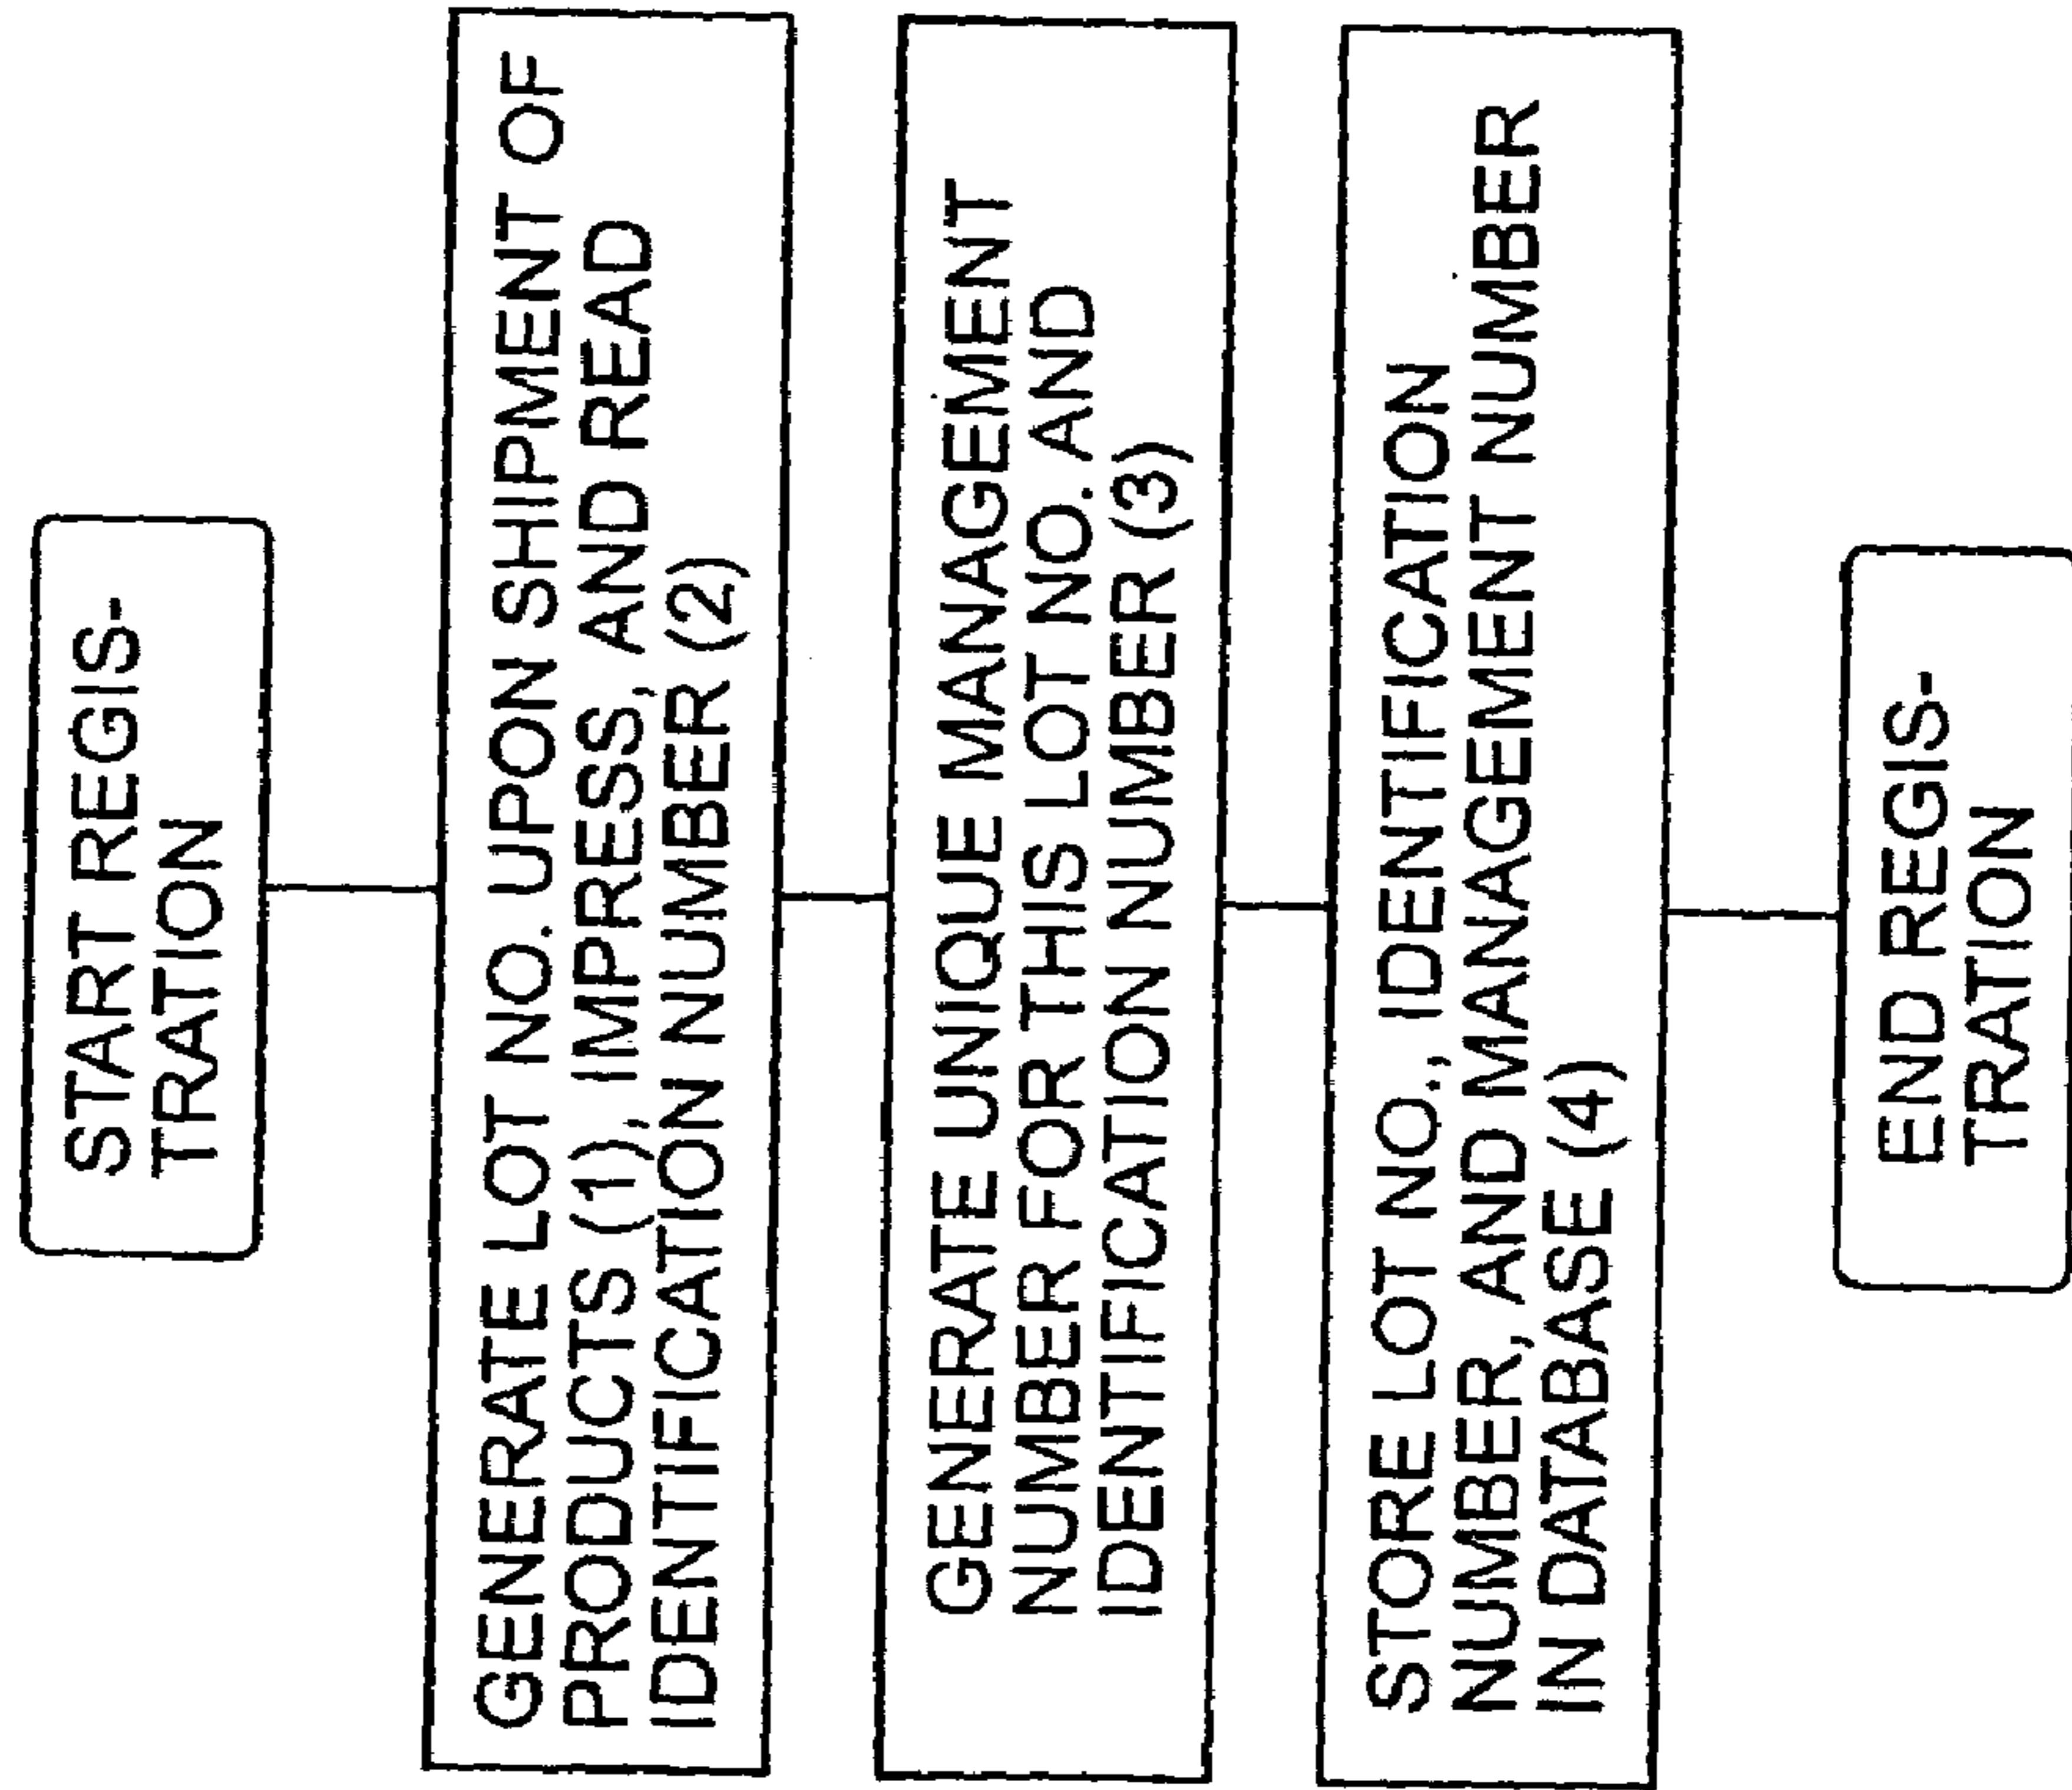 START REGIS-
TRATION
GENERATE LOT NO. UPON SHIPMENT OF
PRODUCTS (1), IMPRESS, AND READ
IDENTIFICATION NUMBER (2)
GENERATE UNIQUE MANAGEMENT
NUMBER FOR THIS LOT NO. AND
IDENTIFICATION NUMBER (3)
STORE LOT NO., IDENTIFICATION
NUMBER, AND MANAGEMENT NUMBER
IN DATABASE (4)
END REGIS-
TRATION